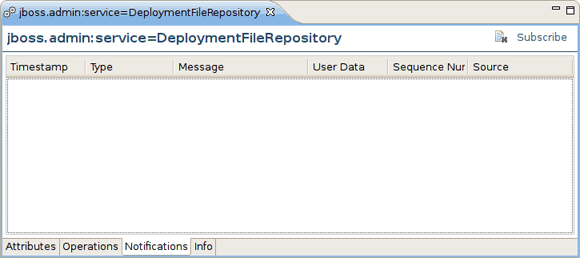 jboss.admin:service=DeploymentFileRepository
jboss.admin:service=DeploymentFileRepository Subscribe
Timestamp Type Message User Data Sequence Nur Source
Attributes Operations Notifications Info